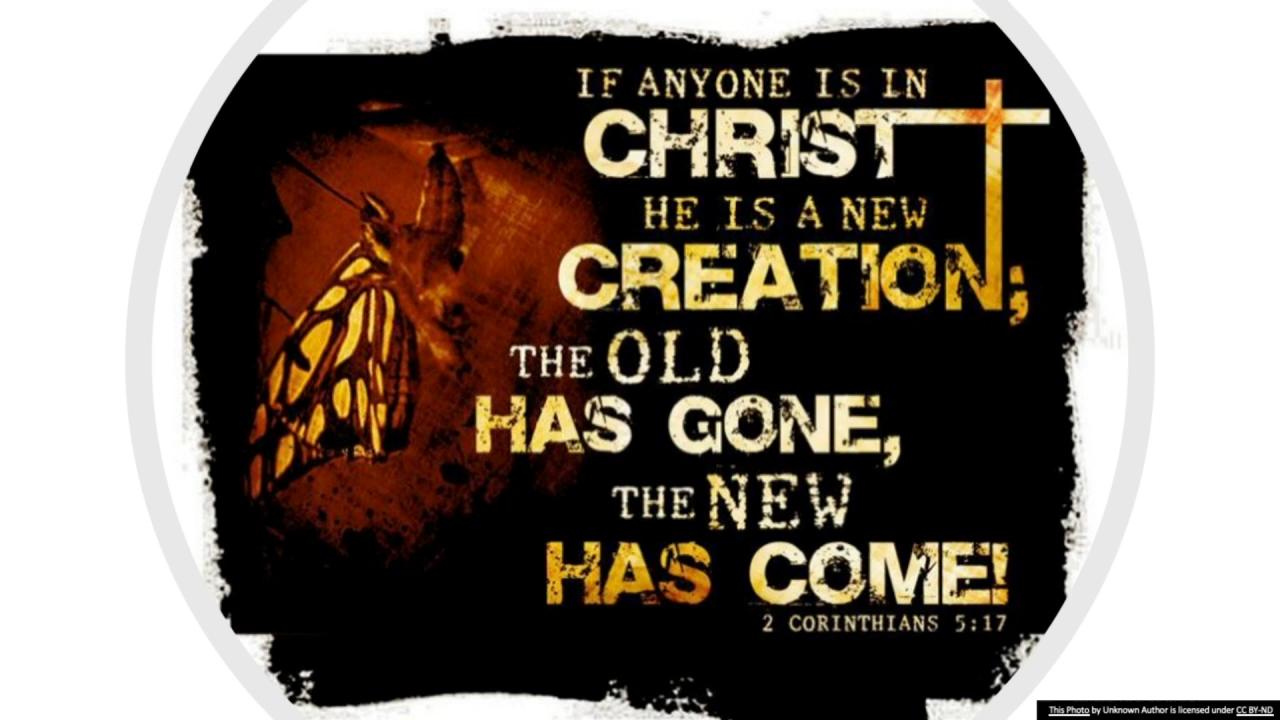 IF ANYONE IS IN
CHRIST
HE IS A NEW
CREATION;
THE OLD
HAS GONE,
THE NEW
HAS COME!
2 CORINTHIANS 5:17
This Photo by Unknown Author is licensed under CC BY-ND